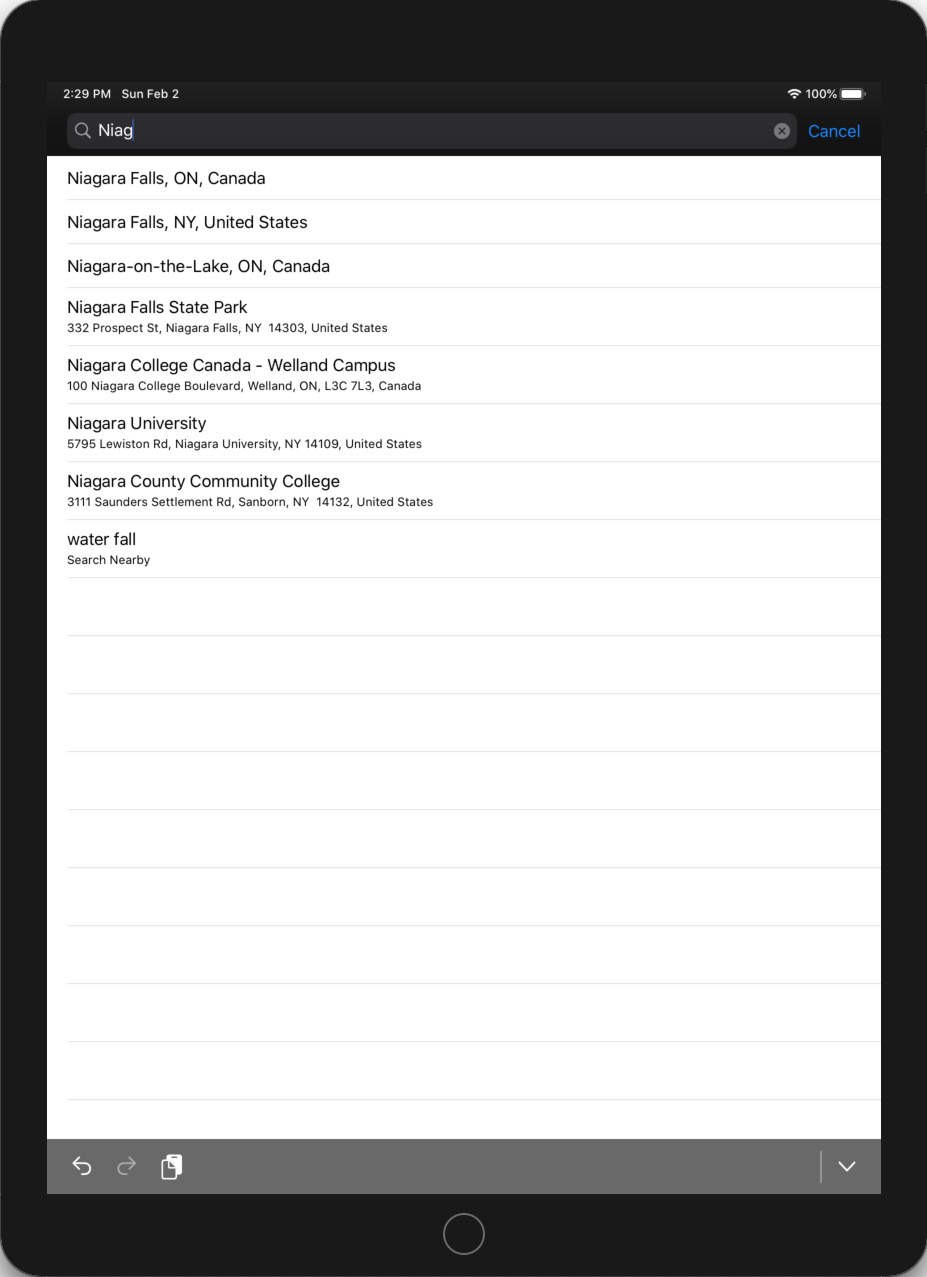 2:29 PM Sun Feb 2 100%
Niag Cancel
Niagara Falls, ON, Canada
Niagara Falls, NY, United States
Niagara-on-the-Lake, ON, Canada
Niagara Falls State Park
332 Prospect St, Niagara Falls, NY  14303, United States
Niagara College Canada - Welland Campus
100 Niagara College Boulevard, Welland, ON, L3C 7L3, Canada
Niagara University
5795 Lewiston Rd, Niagara University, NY 14109, United States
Niagara County Community College
3111 Saunders Settlement Rd, Sanborn, NY  14132, United States
water fall
Search Nearby